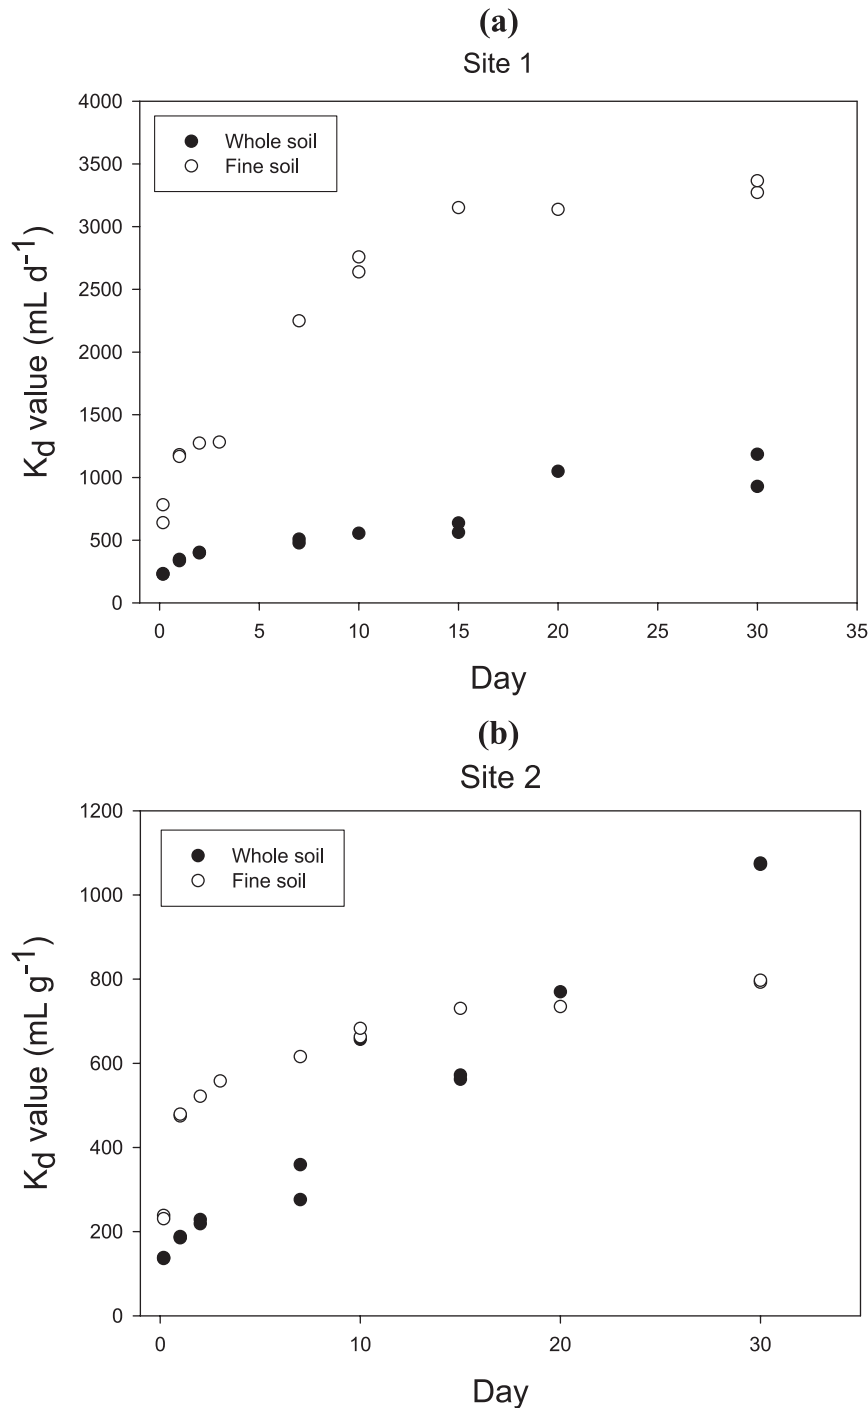 (a)
Site 1
4000
3500
3000
2500
2000
1500
1000
500
0
Whole soil
Fine soil
K_d value (mL d⁻¹)
0 5 10 15 20 25 30 35
Day
(b)
Site 2
1200
1000
800
600
400
200
0
Whole soil
Fine soil
K_d value (mL g⁻¹)
0 10 20 30
Day